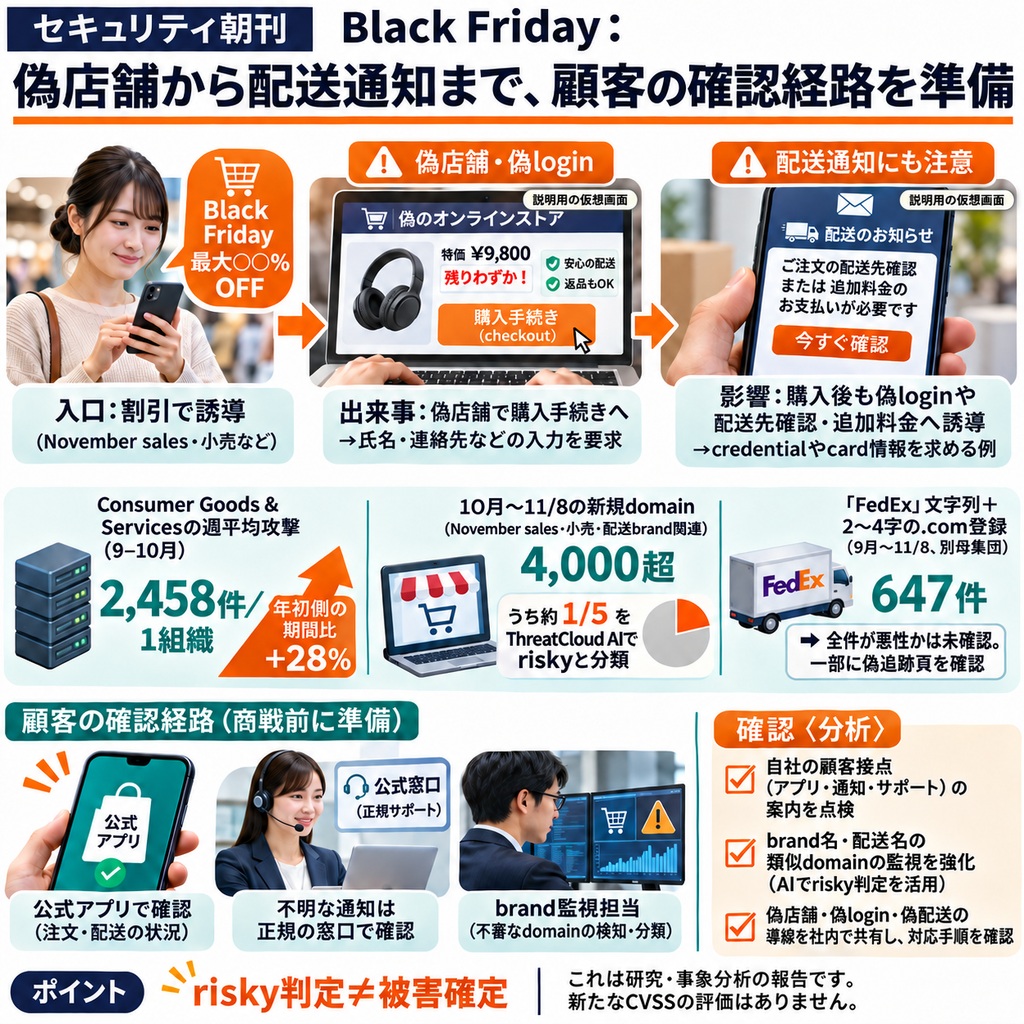 セキュリティ朝刊
Black Friday：
偽店舗から配送通知まで、顧客の確認経路を準備
Black
Friday
最大○○%
OFF
偽店舗・偽login
説明用の仮想画面
偽のオンラインストア
特価 ¥9,800
残りわずか！
安心の配送
返品もOK
購入手続き
(checkout)
配送通知にも注意
説明用の仮想画面
配送のお知らせ
ご注文の配送先確認
または 追加料金の
お支払いが必要です
今すぐ確認
入口：割引で誘導
（November sales・小売など）
出来事：偽店舗で購入手続きへ
→氏名・連絡先などの入力を要求
影響：購入後も偽loginや
配送先確認・追加料金へ誘導
→credentialやcard情報を求める例
Consumer Goods &
Servicesの週平均攻撃
（9–10月）
2,458件/
1組織
年初側の
期間比
+28%
10月～11/8の新規domain
（November sales・小売・配送brand関連）
4,000超
うち約 1/5 を
ThreatCloud AIで
riskyと分類
「FedEx」文字列＋
2～4字の.com登録
（9月～11/8、別母集団）
FedEx
647件
➡ 全件が悪性かは未確認。
一部に偽追跡頁を確認
顧客の確認経路（商戦前に準備）
公式
アプリ
公式アプリで確認
（注文・配送の状況）
公式窓口
（正規サポート）
不明な通知は
正規の窓口で確認
brand監視担当
（不審なdomainの検知・分類）
確認〈分析〉
自社の顧客接点
（アプリ・通知・サポート）の
案内を点検
brand名・配送名の
類似domainの監視を強化
（AIでrisky判定を活用）
偽店舗・偽login・偽配送の
導線を社内で共有し、対応手順を確認
ポイント
risky判定≠被害確定
これは研究・事象分析の報告です。
新たなCVSSの評価はありません。